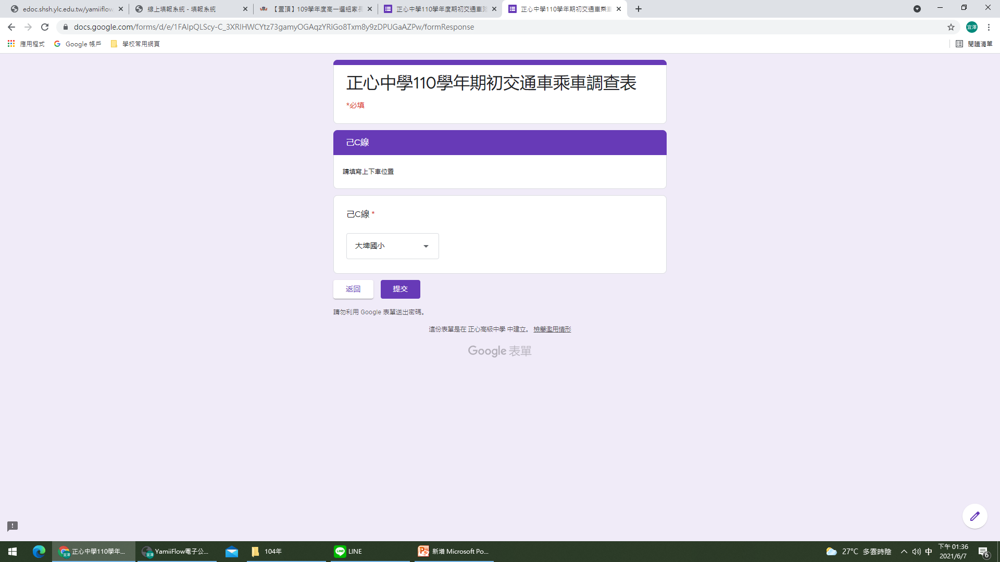 edoc.shsh.ylc.edu.tw/yamiiflow
線上填報系統 - 填報系統
【置頂】109學年度高一選組家長
正心中學110學年度期初交通車路
正心中學110學年期初交通車乘車
docs.google.com/forms/d/e/1FAIpQLScy-C_3XRlHWCYtz73gamyOGAqzYRiGo8Txm8y9zDPUGaAZPw/formResponse
宜澤
應用程式
Google 帳戶
學校常用網頁
閱讀清單
正心中學110學年期初交通車乘車調查表
*必填
己C線
請填寫上下車位置
己C線 *
大埤國小
返回
提交
請勿利用 Google 表單送出密碼。
這份表單是在 正心高級中學 中建立。 檢舉濫用情形
Google 表單
正心中學110學年...
YamiiFlow電子公...
104年
LINE
新增 Microsoft Po...
27°C 多雲時陰
中
下午 01:36
2021/6/7
6